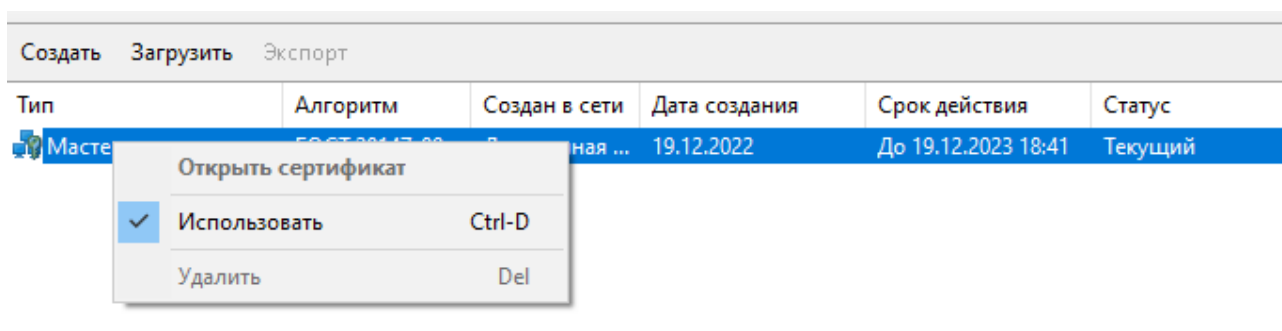 Создать Загрузить Экспорт
Тип Алгоритм Создан в сети Дата создания Срок действия Статус
19.12.2022 До 19.12.2023 18:41 Текущий
Открыть сертификат
Использовать Ctrl-D
Удалить Del